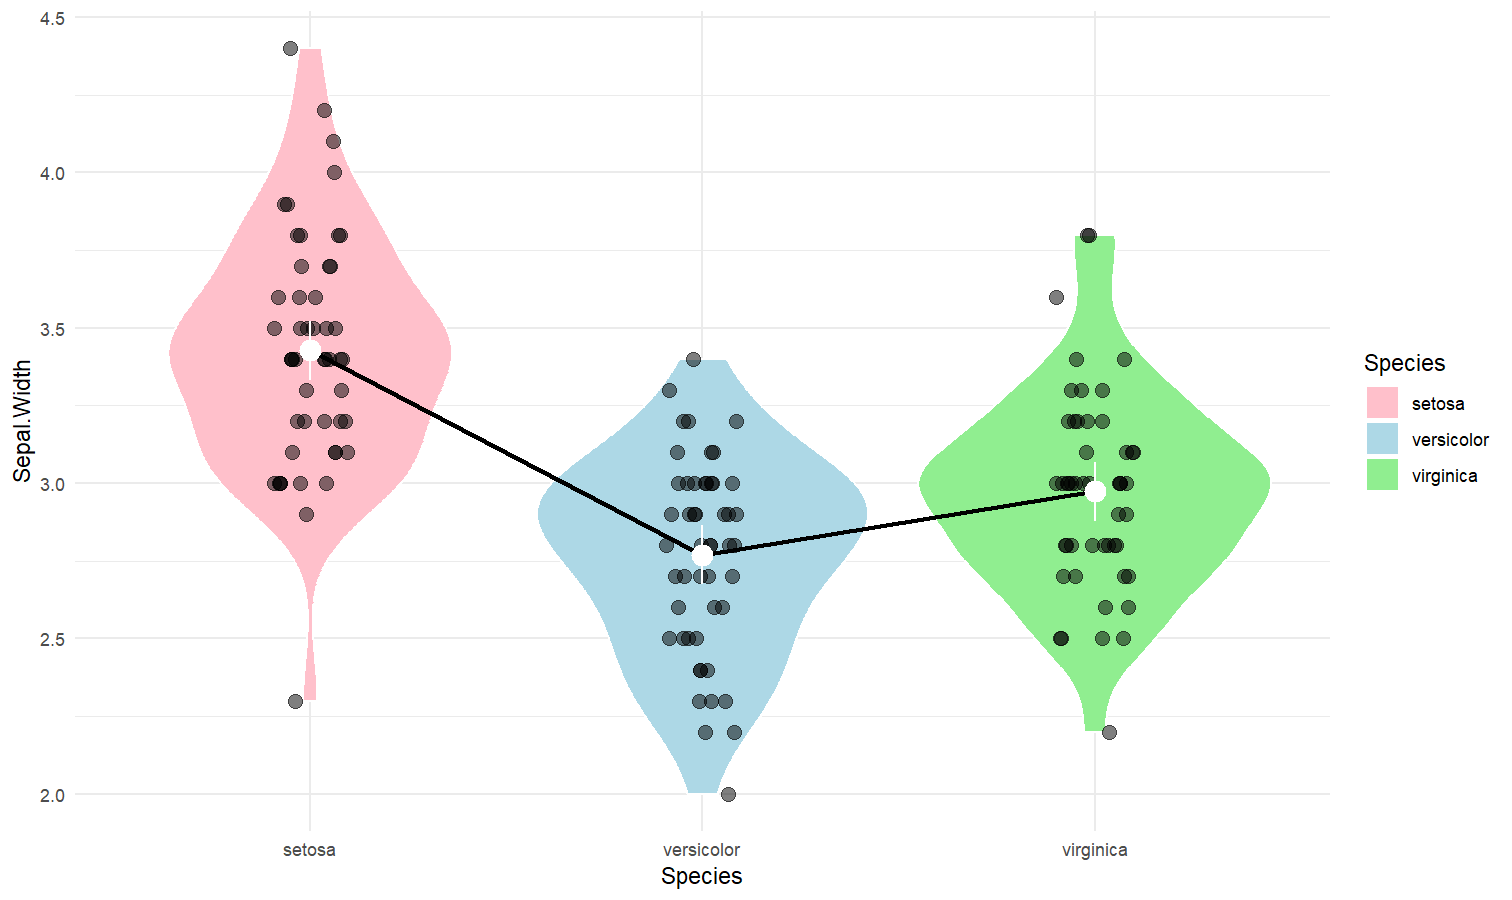 4.5
4.0
3.5
3.0
2.5
2.0
Sepal.Width
setosa
versicolor
virginica
Species
Species
setosa
versicolor
virginica